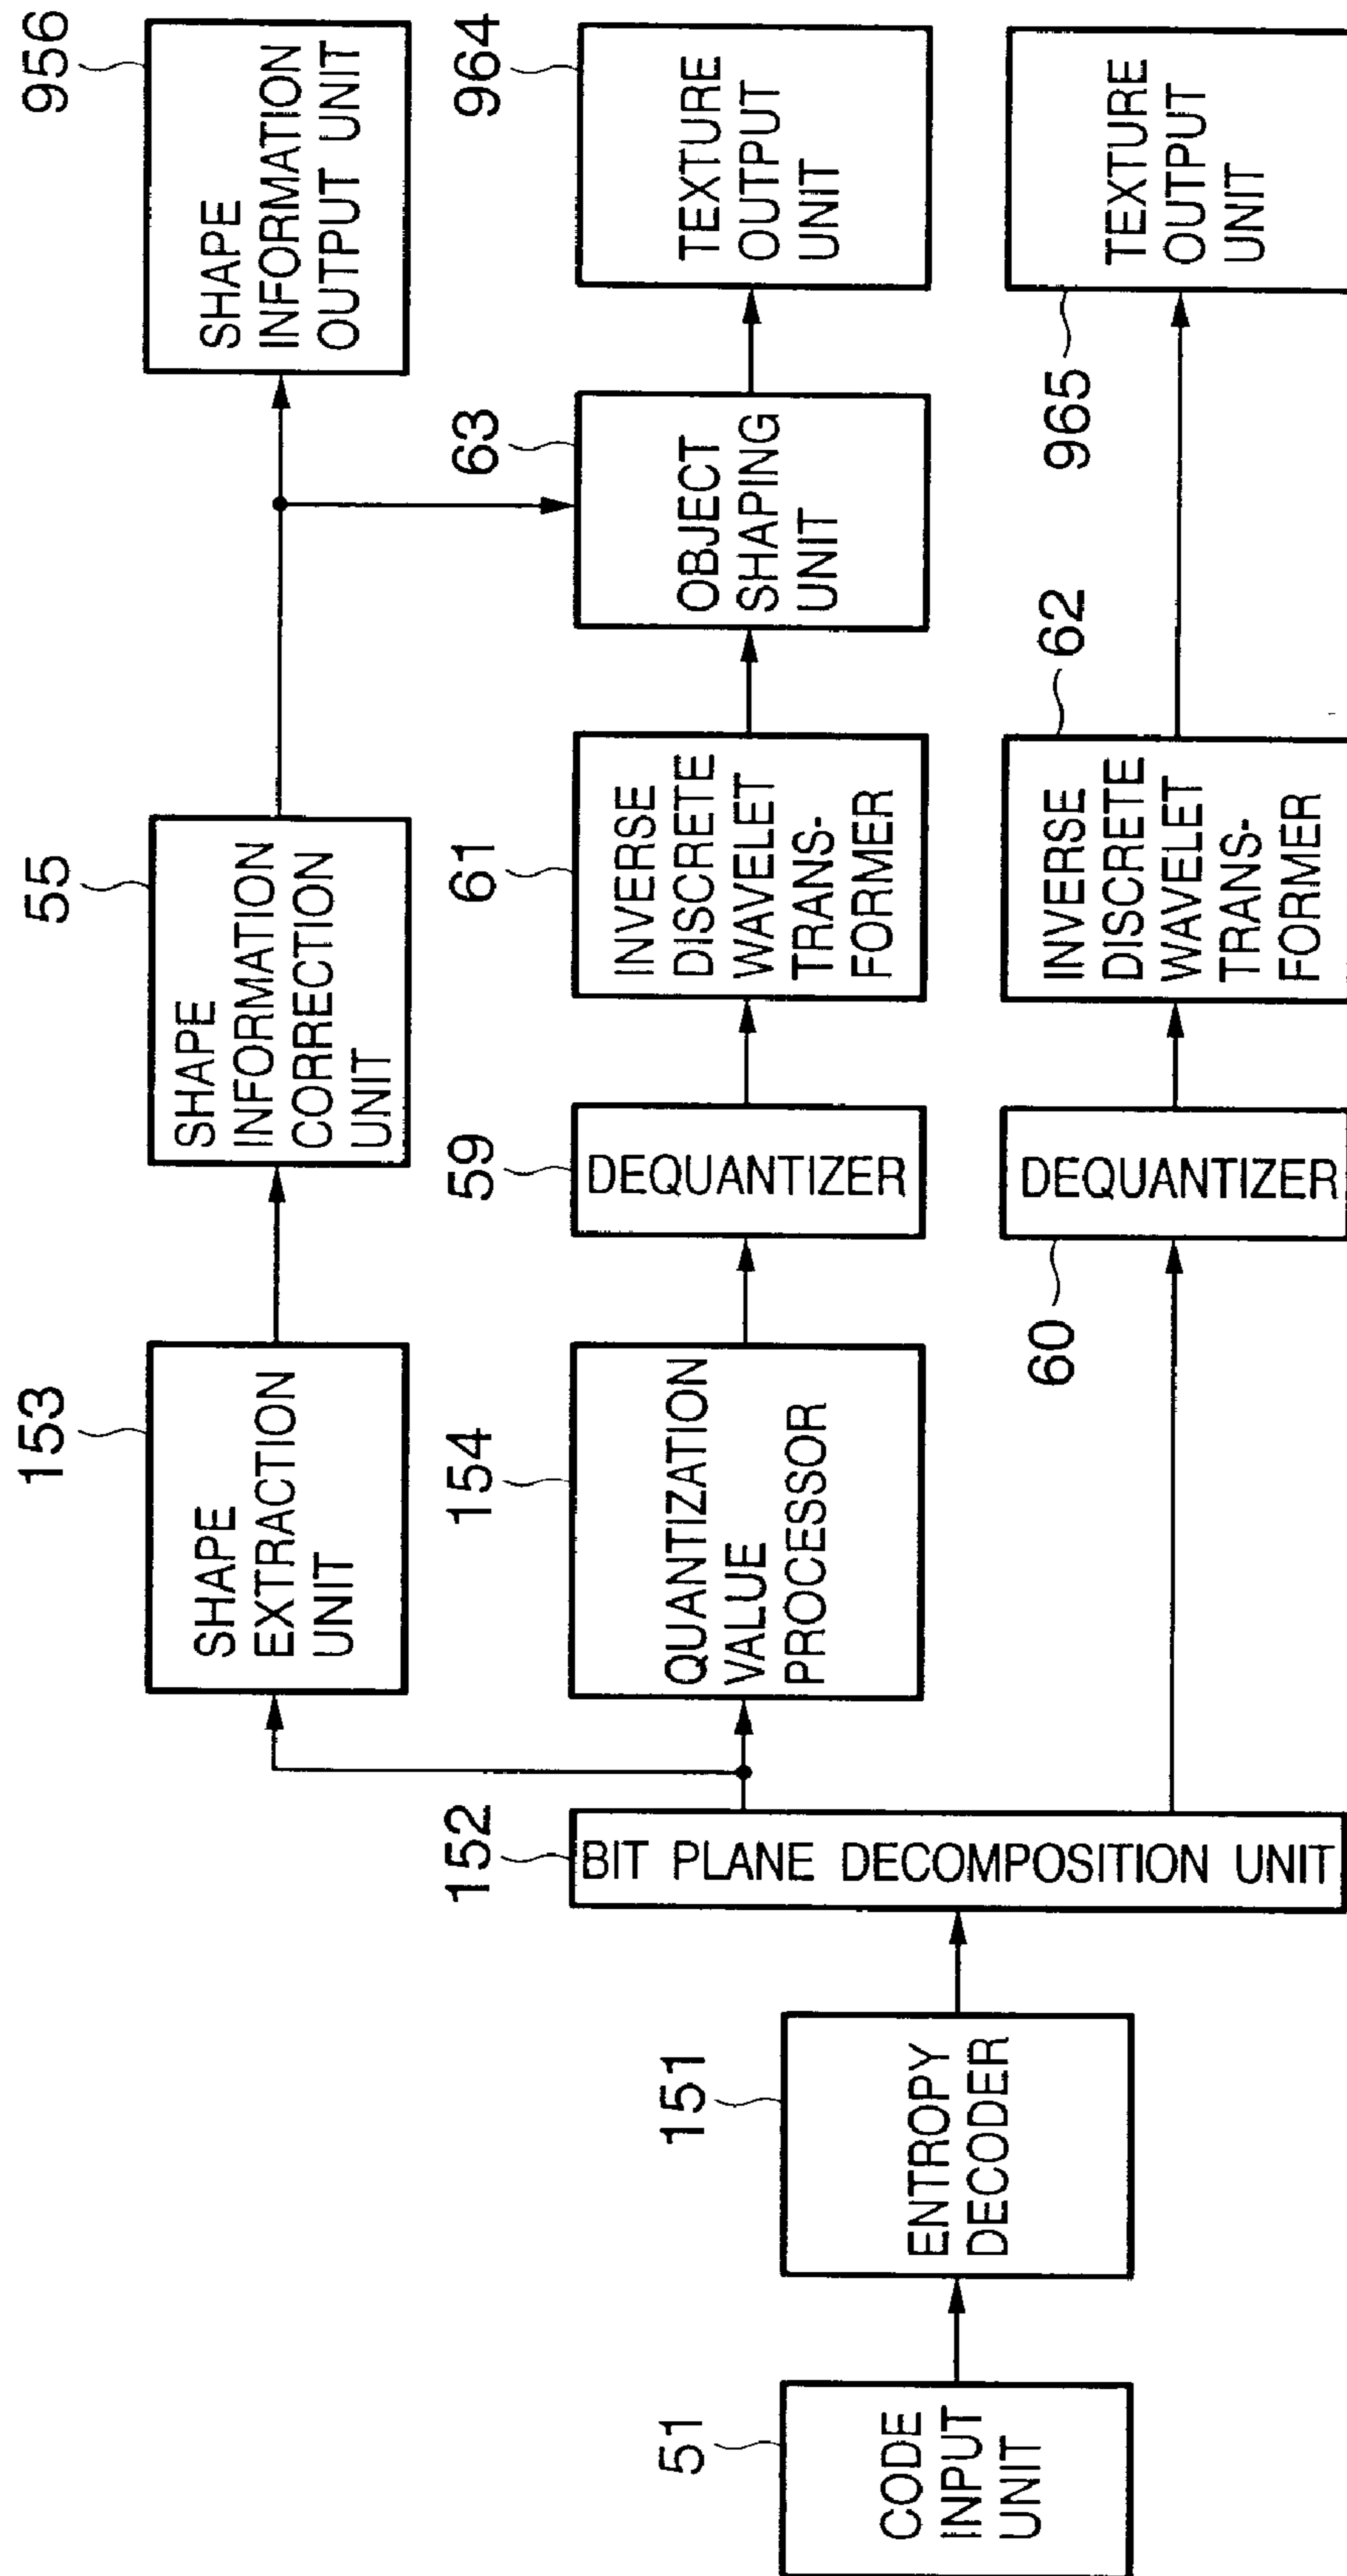 51
CODE
INPUT
UNIT
151
ENTROPY
DECODER
152
BIT PLANE DECOMPOSITION UNIT
153
SHAPE
EXTRACTION
UNIT
154
QUANTIZATION
VALUE
PROCESSOR
55
SHAPE
INFORMATION
CORRECTION
UNIT
59
DEQUANTIZER
60
DEQUANTIZER
61
INVERSE
DISCRETE
WAVELET
TRANS-
FORMER
62
INVERSE
DISCRETE
WAVELET
TRANS-
FORMER
63
OBJECT
SHAPING
UNIT
956
SHAPE
INFORMATION
OUTPUT UNIT
964
TEXTURE
OUTPUT
UNIT
965
TEXTURE
OUTPUT
UNIT